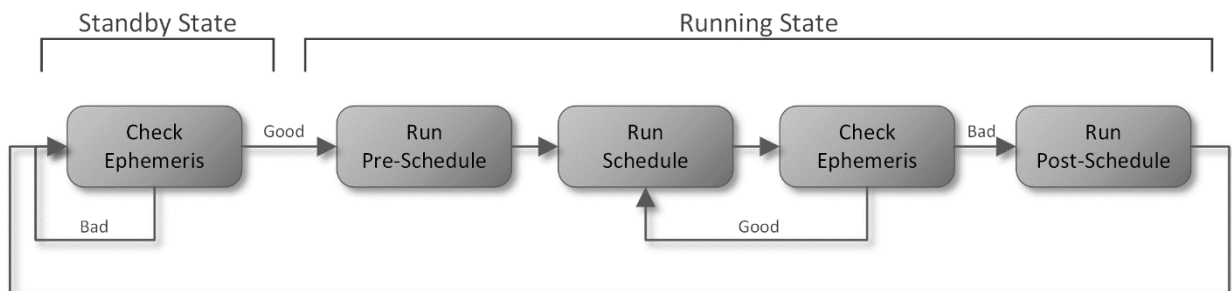 Standby State
Running State
Check
Ephemeris
Good
Run
Pre-Schedule
Run
Schedule
Check
Ephemeris
Bad
Run
Post-Schedule
Bad
Good